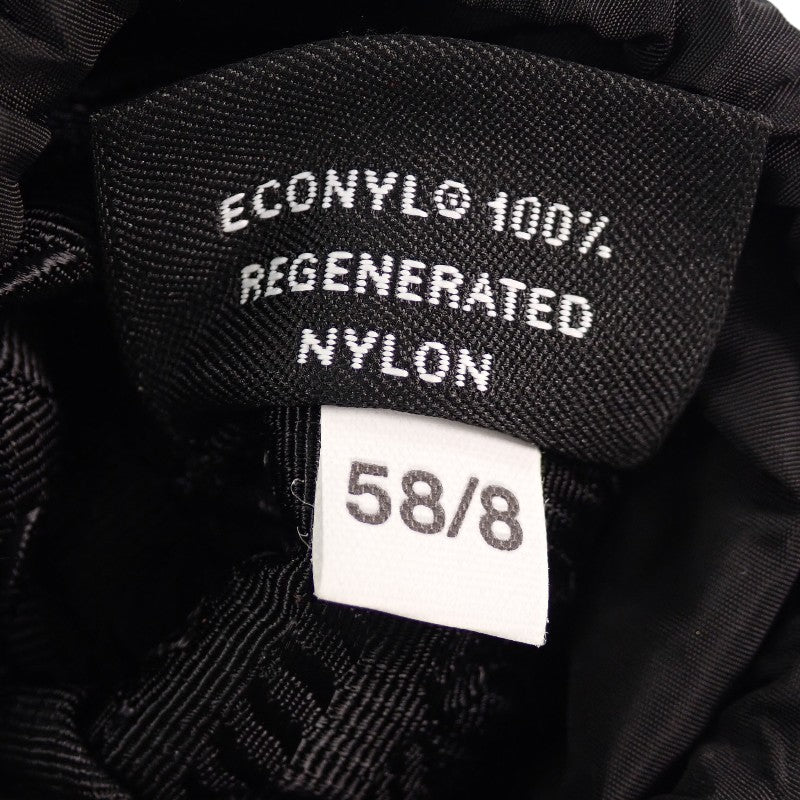 ECONYL® 100%
REGENERATED
NYLON
58/8